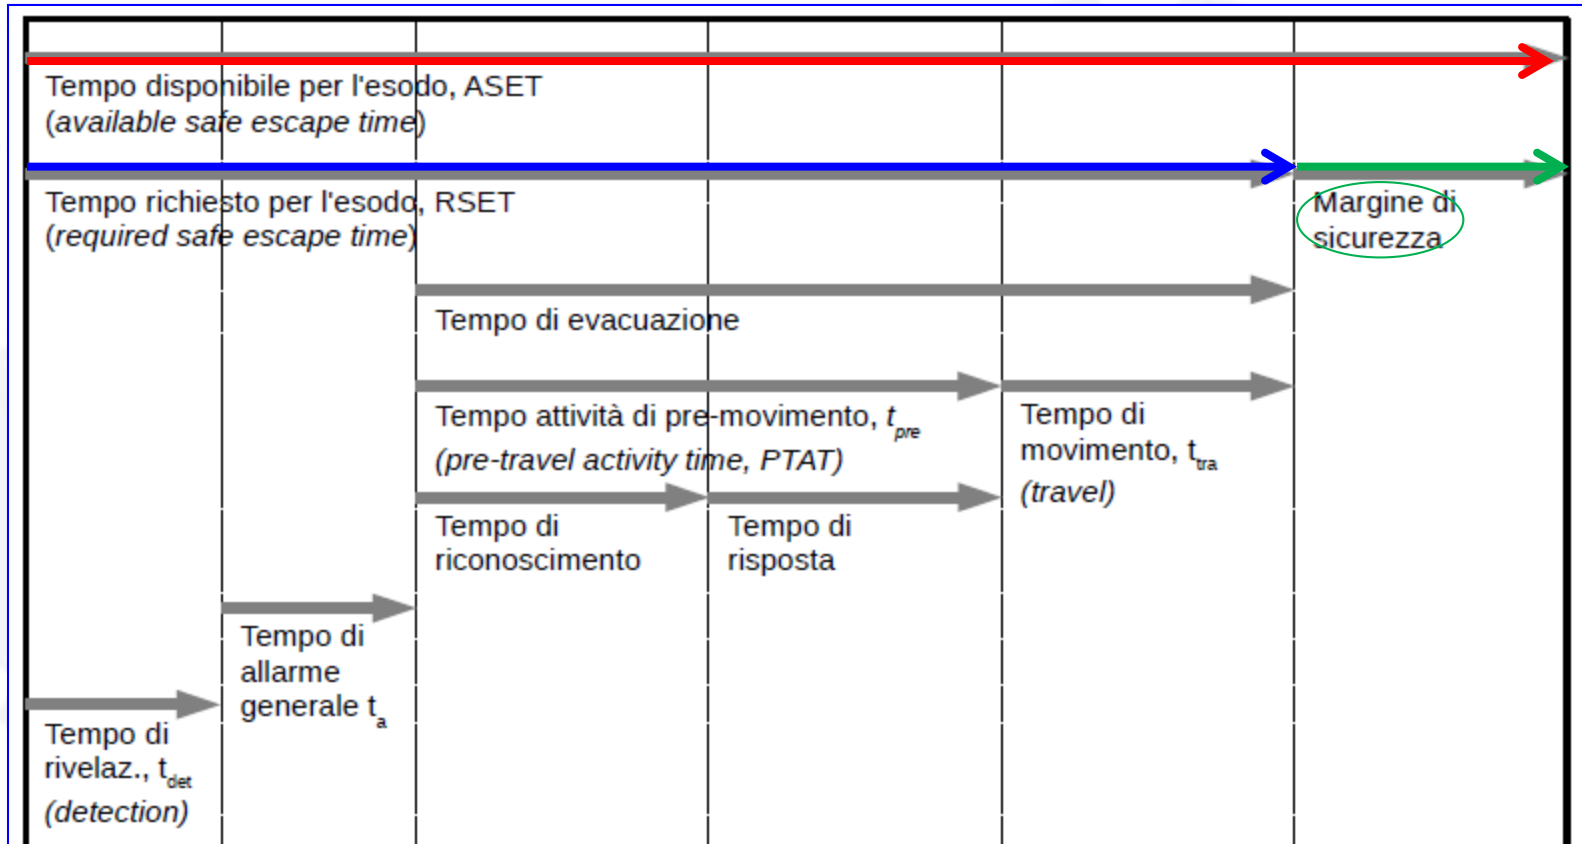 Tempo disponibile per l'esodo, ASET
(available safe escape time)
Tempo richiesto per l'esodo, RSET
(required safe escape time)
Margine di
sicurezza
Tempo di evacuazione
Tempo attività di pre-movimento, tpre
(pre-travel activity time, PTAT)
Tempo di
movimento, ttra
(travel)
Tempo di
riconoscimento
Tempo di
risposta
Tempo di
allarme
generale ta
Tempo di
rivelaz., tdet
(detection)